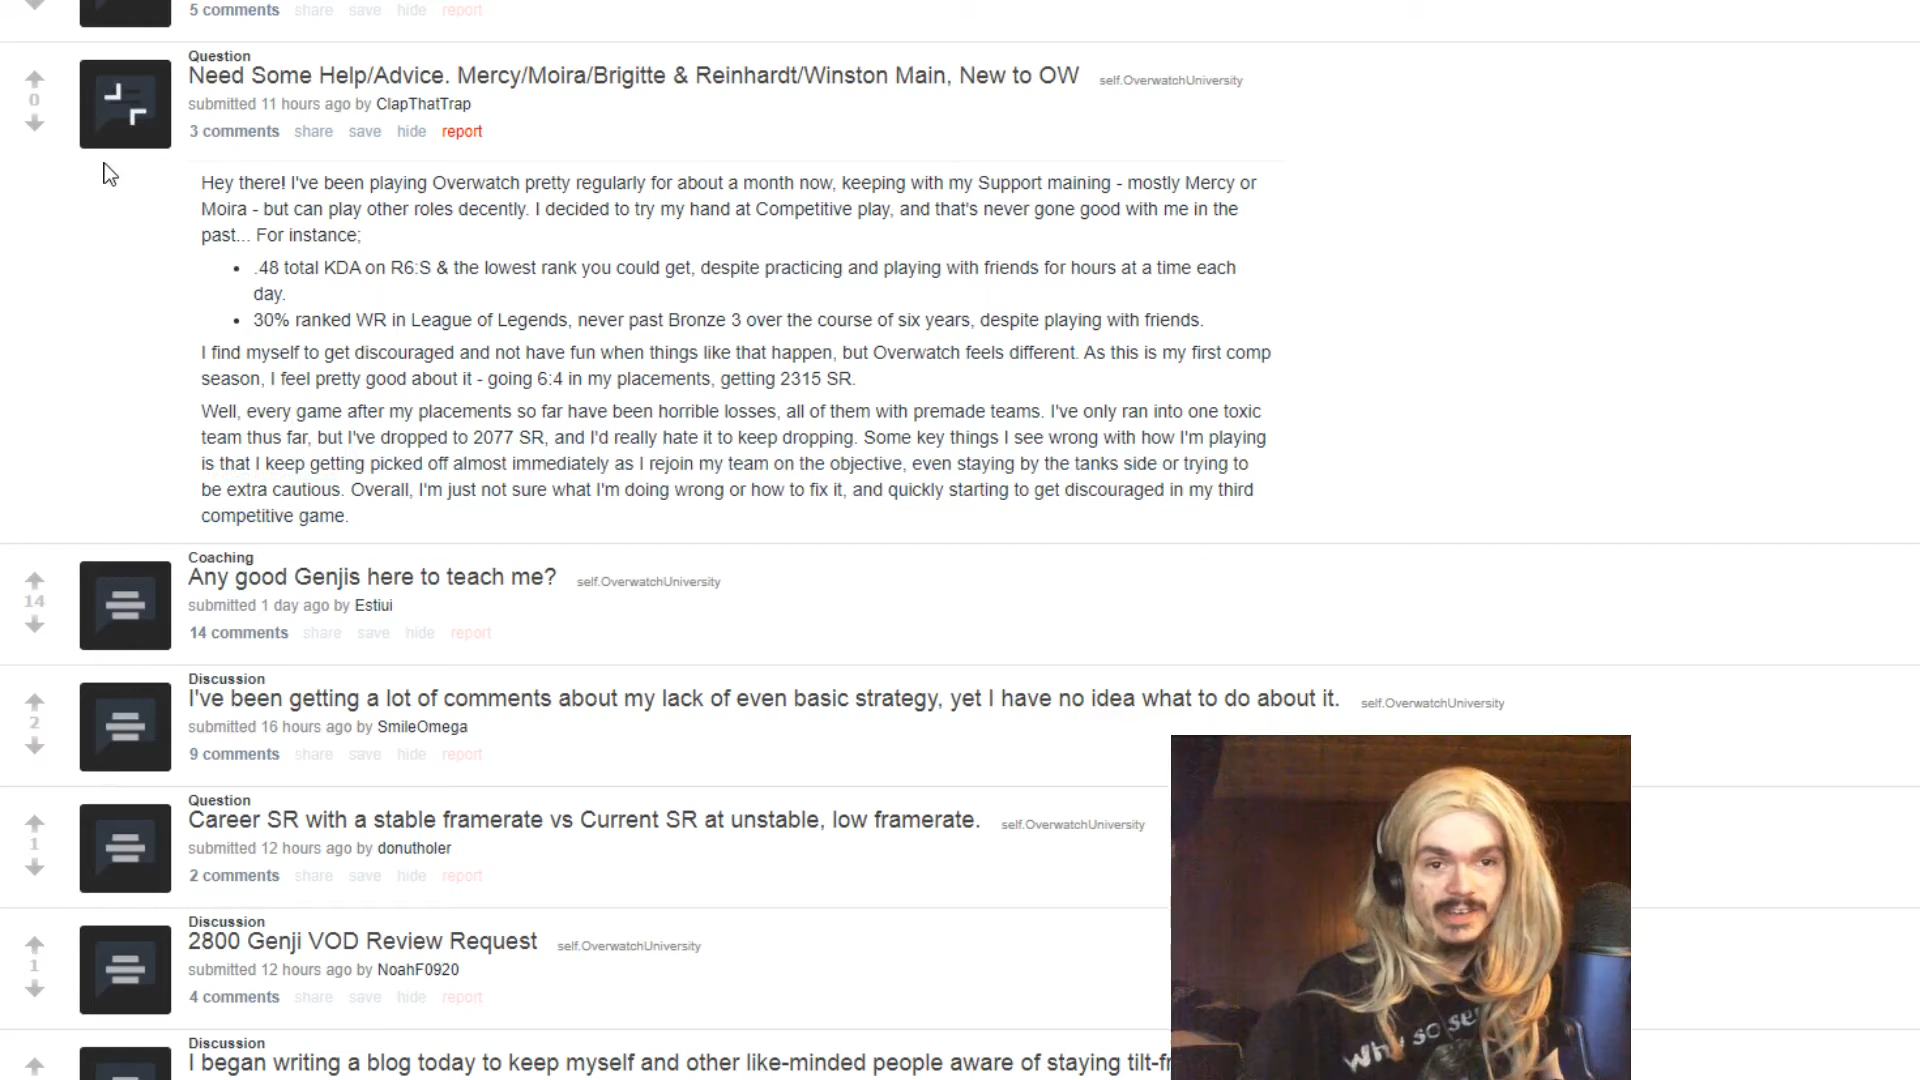 5 comments share save hide report
Question
Need Some Help/Advice. Mercy/Moira/Brigitte & Reinhardt/Winston Main, New to OW self.OverwatchUniversity
0
submitted 11 hours ago by ClapThatTrap
3 comments share save hide report
Hey there! I've been playing Overwatch pretty regularly for about a month now, keeping with my Support maining - mostly Mercy or
Moira - but can play other roles decently. I decided to try my hand at Competitive play, and that's never gone good with me in the
past... For instance;
• .48 total KDA on R6:S & the lowest rank you could get, despite practicing and playing with friends for hours at a time each
day.
• 30% ranked WR in League of Legends, never past Bronze 3 over the course of six years, despite playing with friends.
I find myself to get discouraged and not have fun when things like that happen, but Overwatch feels different. As this is my first comp
season, I feel pretty good about it - going 6:4 in my placements, getting 2315 SR.
Well, every game after my placements so far have been horrible losses, all of them with premade teams. I've only ran into one toxic
team thus far, but I've dropped to 2077 SR, and I'd really hate it to keep dropping. Some key things I see wrong with how I'm playing
is that I keep getting picked off almost immediately as I rejoin my team on the objective, even staying by the tanks side or trying to
be extra cautious. Overall, I'm just not sure what I'm doing wrong or how to fix it, and quickly starting to get discouraged in my third
competitive game.
Coaching
Any good Genjis here to teach me? self.OverwatchUniversity
14
submitted 1 day ago by Estiui
14 comments share save hide report
Discussion
I've been getting a lot of comments about my lack of even basic strategy, yet I have no idea what to do about it. self.OverwatchUniversity
2
submitted 16 hours ago by SmileOmega
9 comments share save hide report
Question
Career SR with a stable framerate vs Current SR at unstable, low framerate. self.OverwatchUniversity
1
submitted 12 hours ago by donutholer
2 comments share save hide report
Discussion
2800 Genji VOD Review Request self.OverwatchUniversity
1
submitted 12 hours ago by NoahF0920
4 comments share save hide report
Discussion
I began writing a blog today to keep myself and other like-minded people aware of staying tilt-fr
Why so se